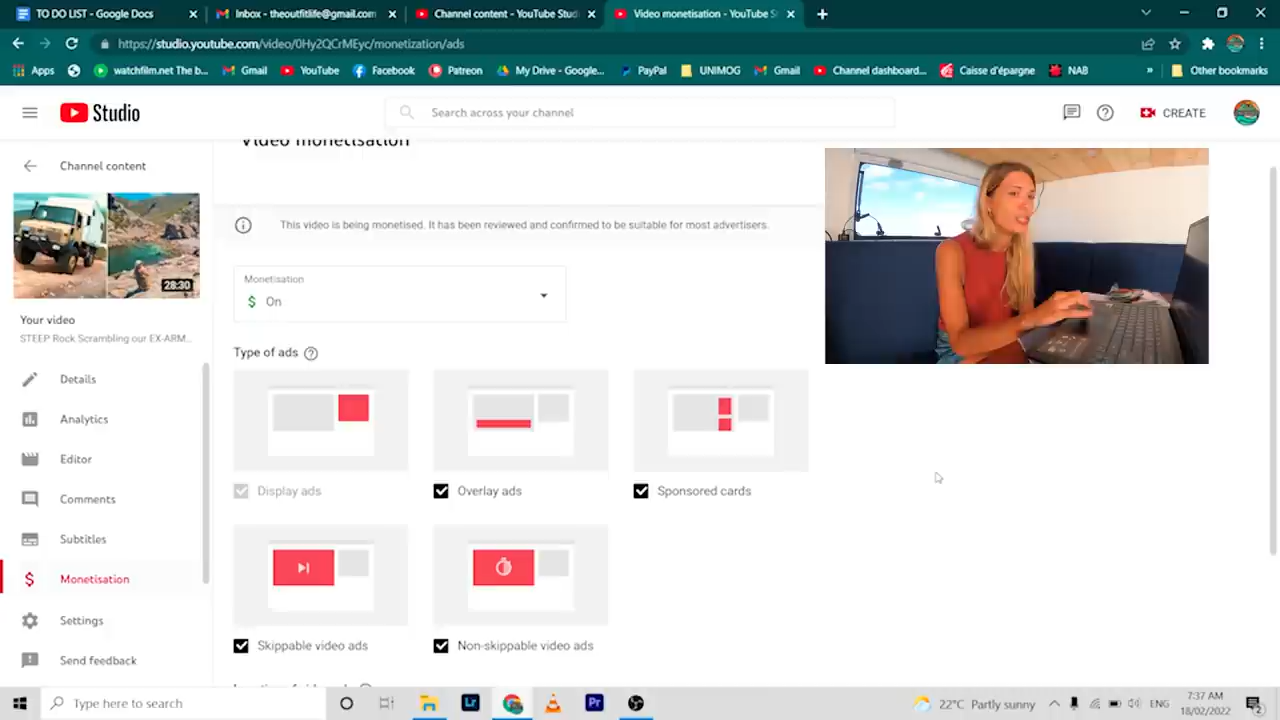 TO DO LIST - Google Docs
Inbox - theoutfitlife@gmail.com
Channel content - YouTube Studi
Video monetisation - YouTube S
https://studio.youtube.com/video/0Hy2QCrMEyc/monetization/ads
Apps watchfilm.net The b... Gmail YouTube Facebook Patreon My Drive - Google... PayPal UNIMOG Gmail Channel dashboard... Caisse d'épargne NAB » Other bookmarks
Studio
Search across your channel
CREATE
Channel content
Video monetisation
This video is being monetised. It has been reviewed and confirmed to be suitable for most advertisers.
28:30
Monetisation
$ On
Your video
STEEP Rock Scrambling our EX-ARM...
Type of ads
Details
Analytics
Editor
Comments
Subtitles
Monetisation
Settings
Send feedback
Display ads
Overlay ads
Sponsored cards
Skippable video ads
Non-skippable video ads
Type here to search
Lr
Pr
22°C Partly sunny
ENG
7:37 AM
18/02/2022
2